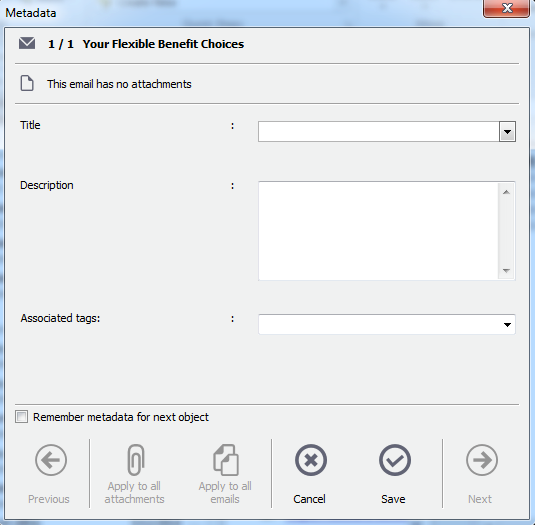 Metadata
1 / 1 Your Flexible Benefit Choices
This email has no attachments
Title :
Description :
Associated tags: :
Remember metadata for next object
Previous
Apply to all
attachments
Apply to all
emails
Cancel
Save
Next